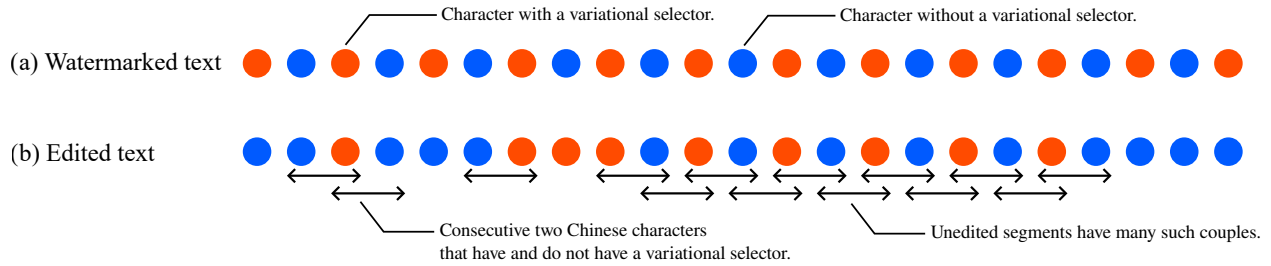 Character with a variational selector.
Character without a variational selector.
(a) Watermarked text
(b) Edited text
Consecutive two Chinese characters
that have and do not have a variational selector.
Unedited segments have many such couples.